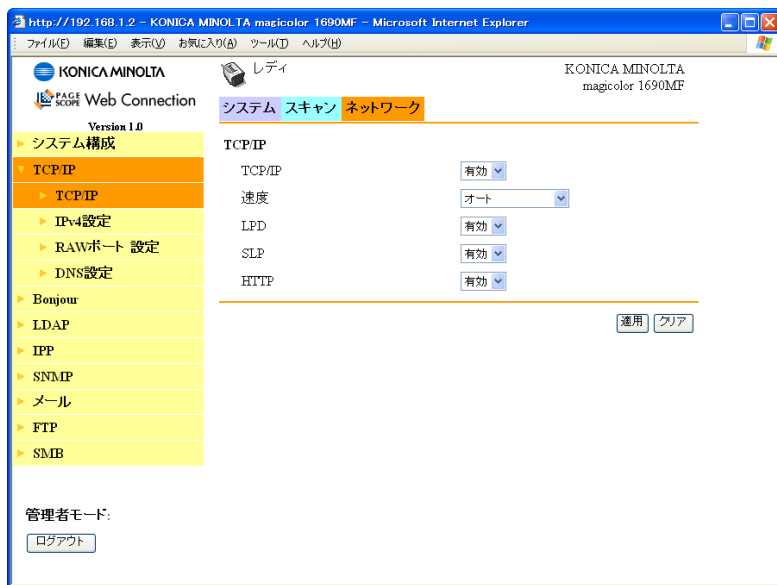 http://192.168.1.2 - KONICA MINOLTA magicolor 1690MF - Microsoft Internet Explorer
ファイル(F) 編集(E) 表示(V) お気に入り(A) ツール(T) ヘルプ(H)
KONICA MINOLTA
レディ
KONICA MINOLTA
magicolor 1690MF
PAGE SCOPE Web Connection
Version 1.0
システム スキャン ネットワーク
システム構成
TCP/IP
TCP/IP
IPv4設定
RAWポート 設定
DNS設定
Bonjour
LDAP
IPP
SNMP
メール
FTP
SMB
管理者モード:
ログアウト
TCP/IP
TCP/IP 有効
速度 オート
LPD 有効
SLP 有効
HTTP 有効
適用 クリア